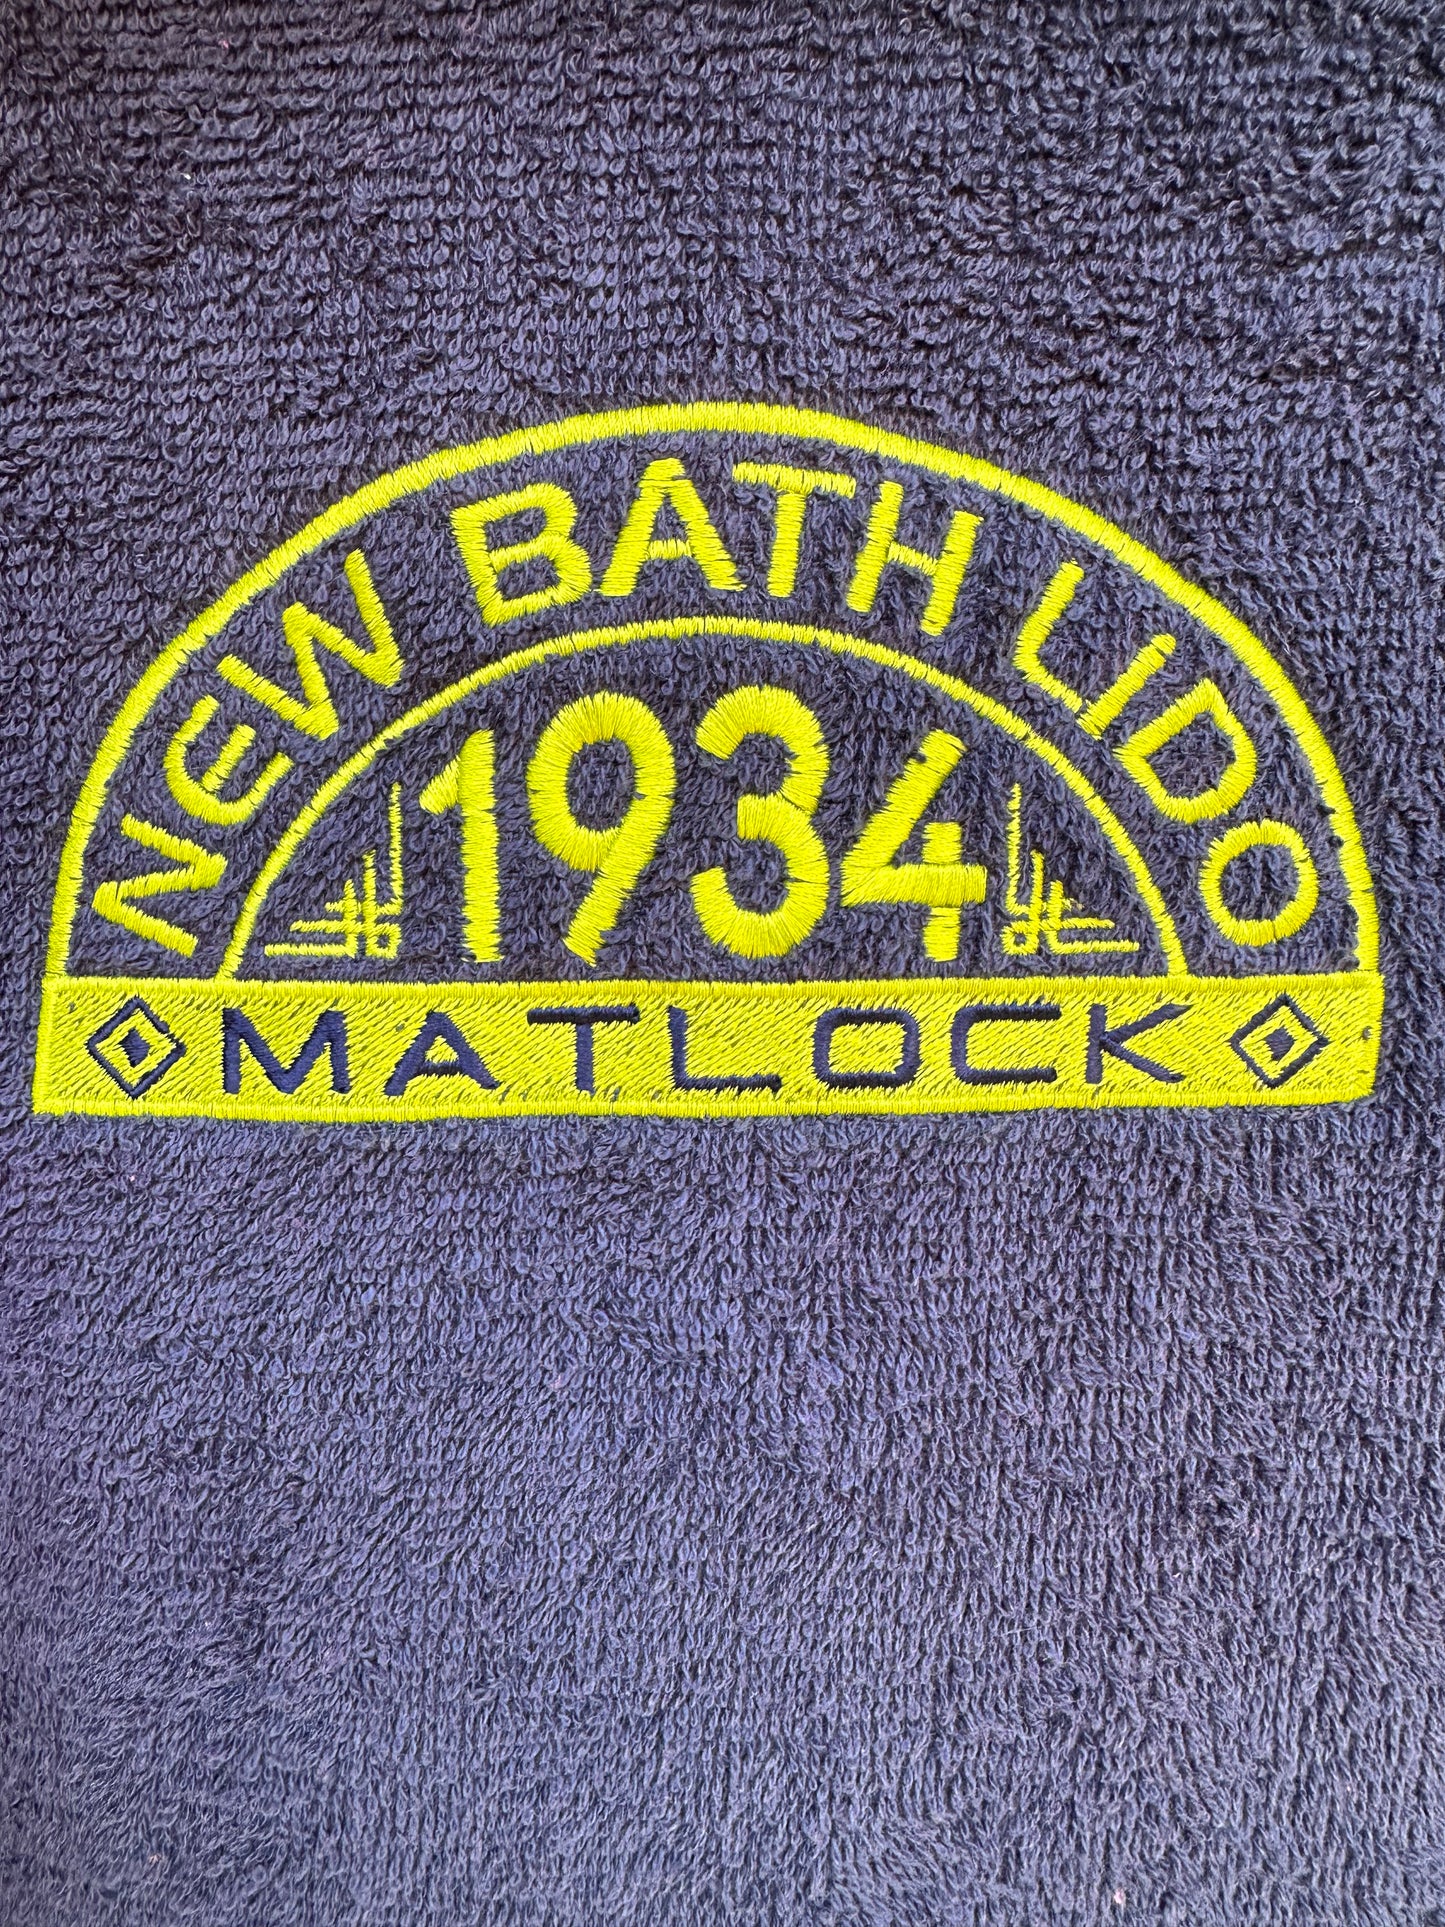 NEW BATH LIDO
1934
MATLOCK